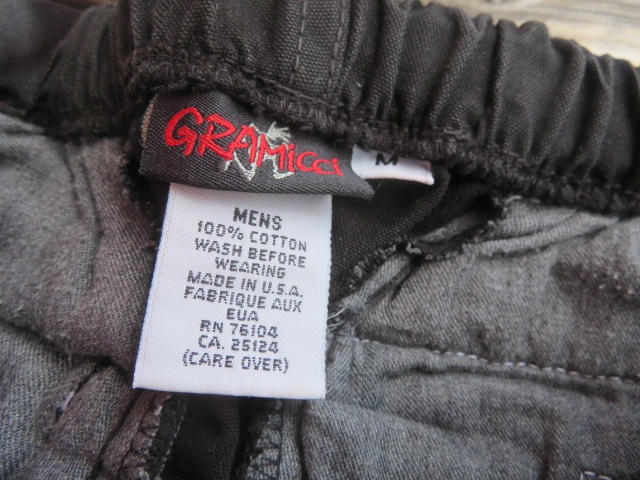 GRAMICCI
M
MENS
100% COTTON
WASH BEFORE
WEARING
MADE IN U.S.A.
FABRIQUE AUX
EUA
RN 76104
CA. 25124
(CARE OVER)